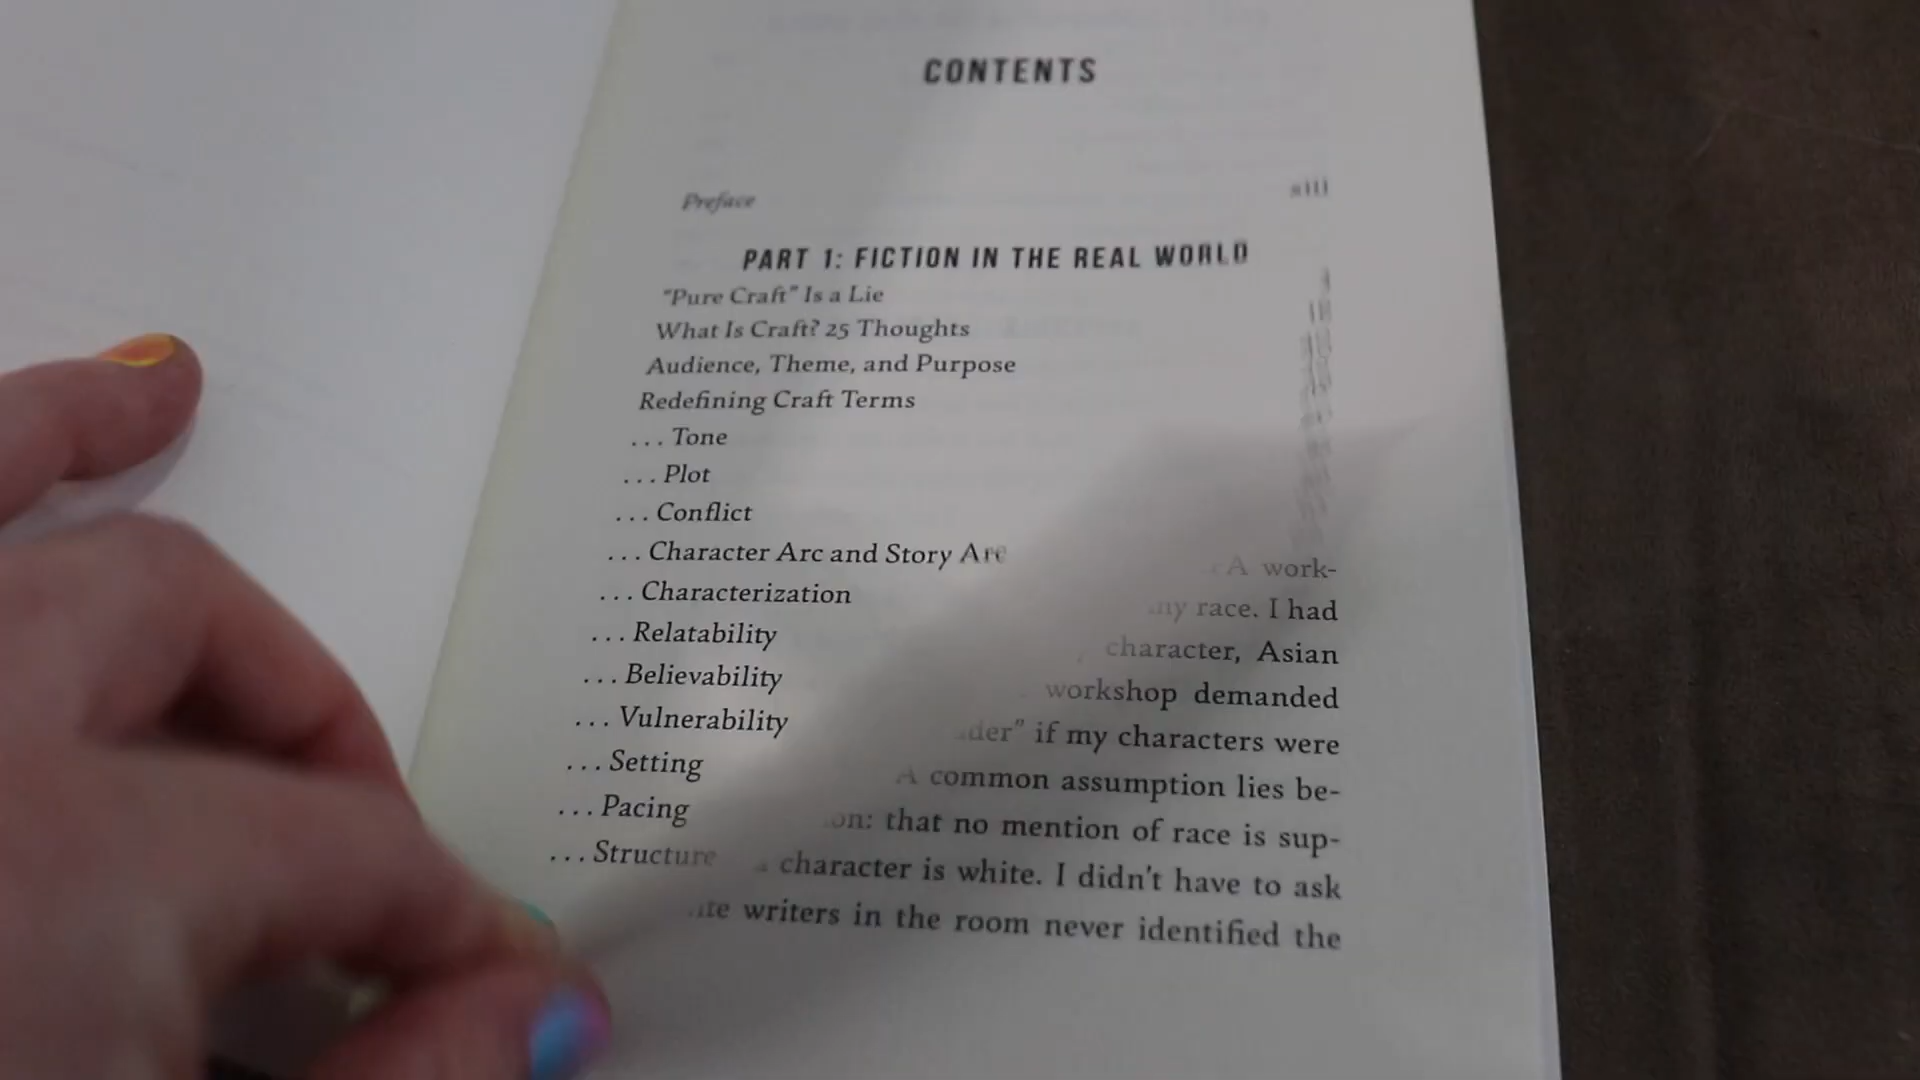 CONTENTS
Preface xiii
PART 1: FICTION IN THE REAL WORLD
"Pure Craft" Is a Lie
What Is Craft? 25 Thoughts
Audience, Theme, and Purpose
Redefining Craft Terms
... Tone
... Plot
... Conflict
... Character Arc and Story Arc
... Characterization
... Relatability
... Believability
... Vulnerability
... Setting
... Pacing
... Structure
A work-
my race. I had
character, Asian
workshop demanded
if my characters were
A common assumption lies be-
that no mention of race is sup-
character is white. I didn't have to ask
writers in the room never identified the